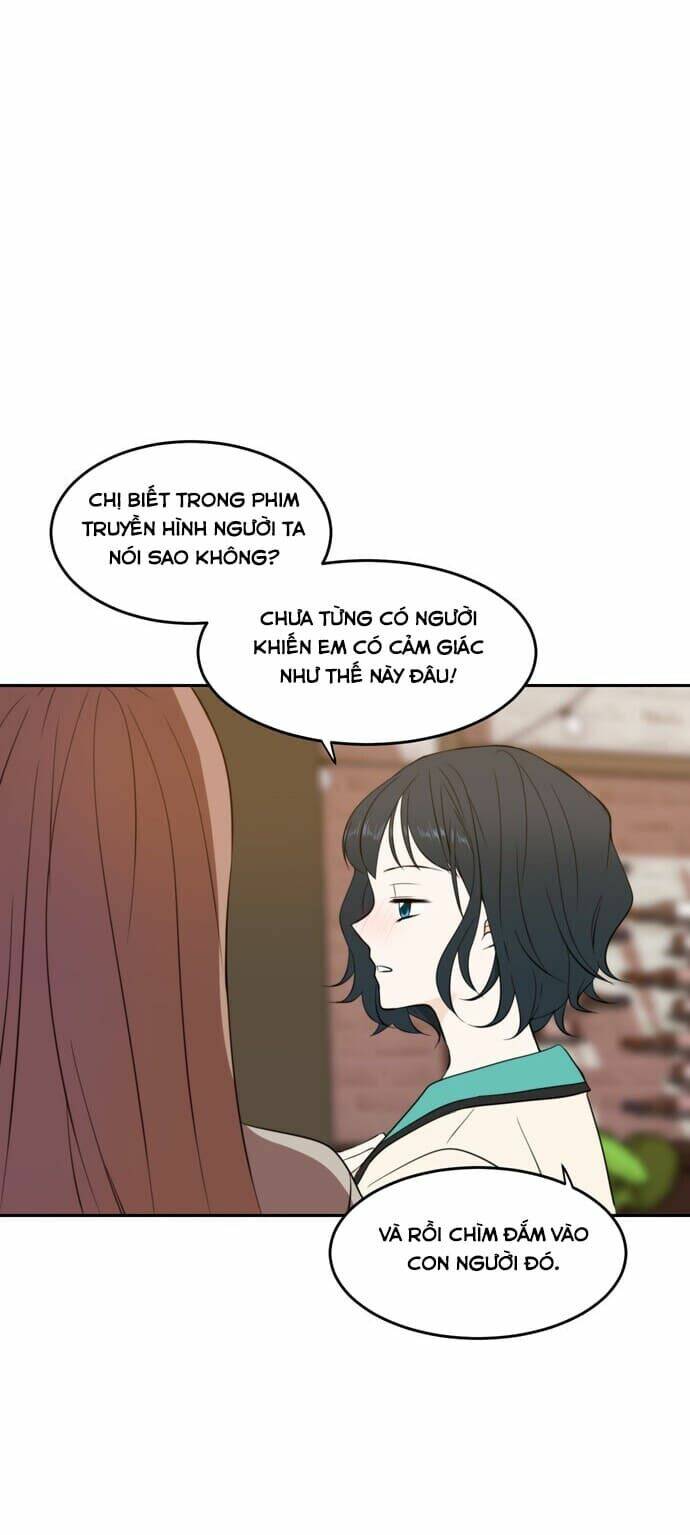 CHỊ BIẾT TRONG PHIM
TRUYỀN HÌNH NGƯỜI TA
NÓI SAO KHÔNG?
CHƯA TỪNG CÓ NGƯỜI
KHIẾN EM CÓ CẢM GIÁC
NHƯ THẾ NÀY ĐÂU!
VÀ RỒI CHÌM ĐẮM VÀO
CON NGƯỜI ĐÓ.